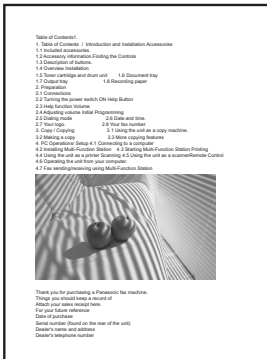 Table of Contents1.
1. Table of Contents / Introduction and Installation Accessories
1.1 Included accessories.
1.2 Accessory information Finding the Controls
1.3 Description of buttons.
1.4 Overview Installation
1.5 Toner cartridge and drum unit 1.6 Document tray
1.7 Output tray 1.8 Recording paper
2. Preparation
2.1 Connections
2.2 Turning the power switch ON Help Button
2.3 Help function Volume
2.4 Adjusting volume Initial Programming
2.5 Dialing mode 2.6 Date and time.
2.7 Your logo. 2.8 Your fax number
3. Copy / Copying 3.1 Using the unit as a copy machine.
3.2 Making a copy 3.3 More copying features
4. PC Operations/ Setup 4.1 Connecting to a computer
4.2 Installing Multi-Function Station 4.3 Starting Multi-Function Station Printing
4.4 Using the unit as a printer Scanning 4.5 Using the unit as a scannerRemote Control
4.6 Operating the unit from your computer.
4.7 Fax sending/receiving using Multi-Function Station
Thank you for purchasing a Panasonic fax machine.
Things you should keep a record of
Attach your sales receipt here
For your future reference
Date of purchase
Serial number (found on the rear of the unit)
Dealer's name and address
Dealer's telephone number